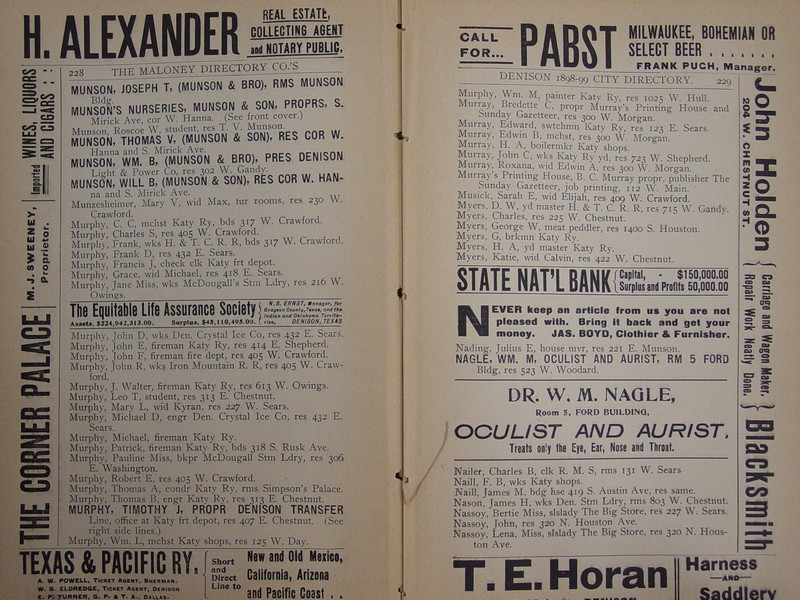 H. ALEXANDER
REAL ESTATE,
COLLECTING AGENT
and NOTARY PUBLIC.
228 THE MALONEY DIRECTORY CO.'S
MUNSON, JOSEPH T, (MUNSON & BRO), RMS MUNSON
Bldg.
MUNSON'S NURSERIES, MUNSON & SON, PROPRS, S.
Mirick Ave, cor W. Hanna. (See front cover.)
Munson, Roscoe W, student, res T. V. Munson.
MUNSON, THOMAS V, (MUNSON & SON), RES COR W.
Hanna and S. Mirick Ave.
MUNSON, WM. B, (MUNSON & BRO), PRES DENISON
Light & Power Co, res 302 W. Gandy.
MUNSON, WILL B, (MUNSON & SON), RES COR W. HAN-
na and S. Mirick Ave.
Munzesheimer, Mary V, wid Max, tur rooms, res 230 W.
Crawford.
Murphy, C. C, mchst Katy ry, bds 317 W. Crawford.
Murphy, Charles S, res 405 W. Crawford.
Murphy, Frank, wks H. & T. C. R. R, bds 317 W. Crawford.
Murphy, Frank D, res 432 E. Sears.
Murphy, Francis J, check clk Katy frt depot.
Murphy, Grace, wid Michael, res 418 E. Sears.
Murphy, Jane Miss, wks McDougall's Stm Ldry, res 216 W.
Owings.
The Equitable Life Assurance Society
Assets, $224,942,313.00. Surplus, $45,110,495.00.
N. B. ERNST, Manager, for
Grayson County, Texas, and the
Indian and Oklahoma Territo-
ries, DENISON, TEXAS
Murphy, John D, wks Den. Crystal Ice Co, res 432 E. Sears.
Murphy, John E, fireman Katy Ry, res 414 E. Shepherd.
Murphy, John F, fireman fire dept, res 405 W. Crawford.
Murphy, John R, wks Iron Mountain R. R, res 405 W. Craw-
ford.
Murphy, J. Walter, fireman Katy Ry, res 613 W. Owings.
Murphy, Leo T, student, res 313 E. Chestnut.
Murphy, Mary L, wid Kyran, res 227 W. Sears.
Murphy, Michael D, engr Den. Crystal Ice Co, res 432 E.
Sears.
Murphy, Michael, fireman Katy Ry.
Murphy, Patrick, fireman Katy Ry, bds 318 S. Rusk Ave.
Murphy, Pauline Miss, bkpr McDougall Stm Ldry, res 306
E. Washington.
Murphy, Robert E, res 405 W. Crawford.
Murphy, Thomas A, condr Katy Ry, rms Simpson's Palace.
Murphy, Thomas B, engr Katy Ry, res 313 E. Chestnut.
MURPHY, TIMOTHY J. PROPR DENISON TRANSFER
Line, office at Katy frt depot, res 407 E. Chestnut. (See
right side lines.)
Murphy, Wm. L, mchst Katy shops, res 125 W. Day.
TEXAS & PACIFIC RY.
A. W. POWELL, TICKET AGENT, SHERMAN.
W. S. ELDREDGE, TICKET AGENT, DENISON.
E. P. TURNER, G. P. & T. A., DALLAS.
Short
and
Direct
Line to
New and Old Mexico,
California, Arizona
and Pacific Coast . .
THE CORNER PALACE
M. J. SWEENEY,
Proprietor.
Imported
WINES, LIQUORS
AND CIGARS
CALL
FOR...
PABST
MILWAUKEE, BOHEMIAN OR
SELECT BEER . . . . . . .
FRANK PUCH, Manager.
DENISON 1898-99 CITY DIRECTORY. 229
Murphy, Wm. M, painter Katy Ry, res 1025 W. Hull.
Murray, Bredette C, propr Murray's Printing House and
Sunday Gazetteer, res 300 W. Morgan.
Murray, Edward, swtchmn Katy Ry, res 123 E. Sears.
Murray, Edwin B, mchst, res 300 W. Morgan.
Murray, H. A, boilermkr Katy shops.
Murray, John C, wks Katy Ry yd, res 723 W. Shepherd.
Murray, Roxana, wid Edwin A, res 300 W. Morgan.
Murray's Printing House, B. C. Murray propr, publisher The
Sunday Gazetteer, job printing, 112 W. Main.
Musick, Sarah E, wid Elijah, res 409 W. Crawford.
Myers, D. W, yd master H. & T. C. R. R, res 715 W. Gandy.
Myers, Charles, res 225 W. Chestnut.
Myers, George W, meat peddler, res 1400 S. Houston.
Myers, G, brkmn Katy Ry.
Myers, H. A, yd master Katy Ry.
Myers, Katie, wid Calvin, res 422 W. Chestnut.
STATE NAT'L BANK
Capital, - $150,000.00
Surplus and Profits 50,000.00
NEVER keep an article from us you are not
pleased with. Bring it back and get your
money. JAS. BOYD, Clothier & Furnisher.
Nading, Julius E, house mvr, res 221 E. Munson.
NAGLE, WM. M, OCULIST AND AURIST, RM 5 FORD
Bldg, res 523 W. Woodard.
DR. W. M. NAGLE,
Room 5, FORD BUILDING,
OCULIST AND AURIST.
Treats only the Eye, Ear, Nose and Throat.
Nailer, Charles B, clk R. M. S, rms 131 W. Sears
Naill, F. B, wks Katy shops.
Naill, James M, bdg hse 419 S. Austin Ave, res same.
Nason, James H, wks Den. Stm Ldry, rms 803 W. Chestnut.
Nassoy, Bertie Miss, slslady The Big Store, res 227 W. Sears.
Nassoy, John, res 320 N. Houston Ave.
Nassoy, Lena, Miss, slslady The Big Store, res 320 N. Hous-
ton Ave.
T. E. Horan
Harness
—AND—
Saddlery
John Holden
204 W. CHESTNUT ST.
Carriage and Wagon Maker.
Repair Work Neatly Done.
Blacksmith